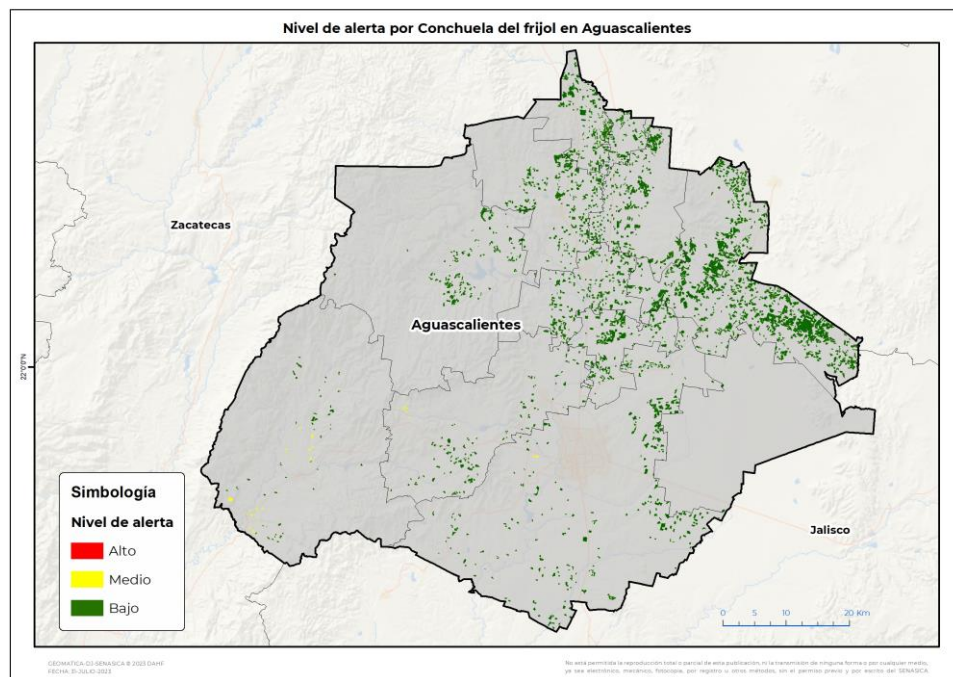 Nivel de alerta por Conchuela del frijol en Aguascalientes
Zacatecas
Aguascalientes
22°0'0"N
Simbología
Nivel de alerta
Alto
Medio
Bajo
Jalisco
0 5 10 20 Km
GEOMATICA-DJ-SENASICA © 2023 DAHF
FECHA: 31-JULIO-2023
No está permitida la reproducción total o parcial de esta publicación, ni la transmisión de ninguna forma o por cualquier medio,
ya sea electrónico, mecánico, fotocopia, por registro u otros métodos, sin el permiso previo y por escrito del SENASICA